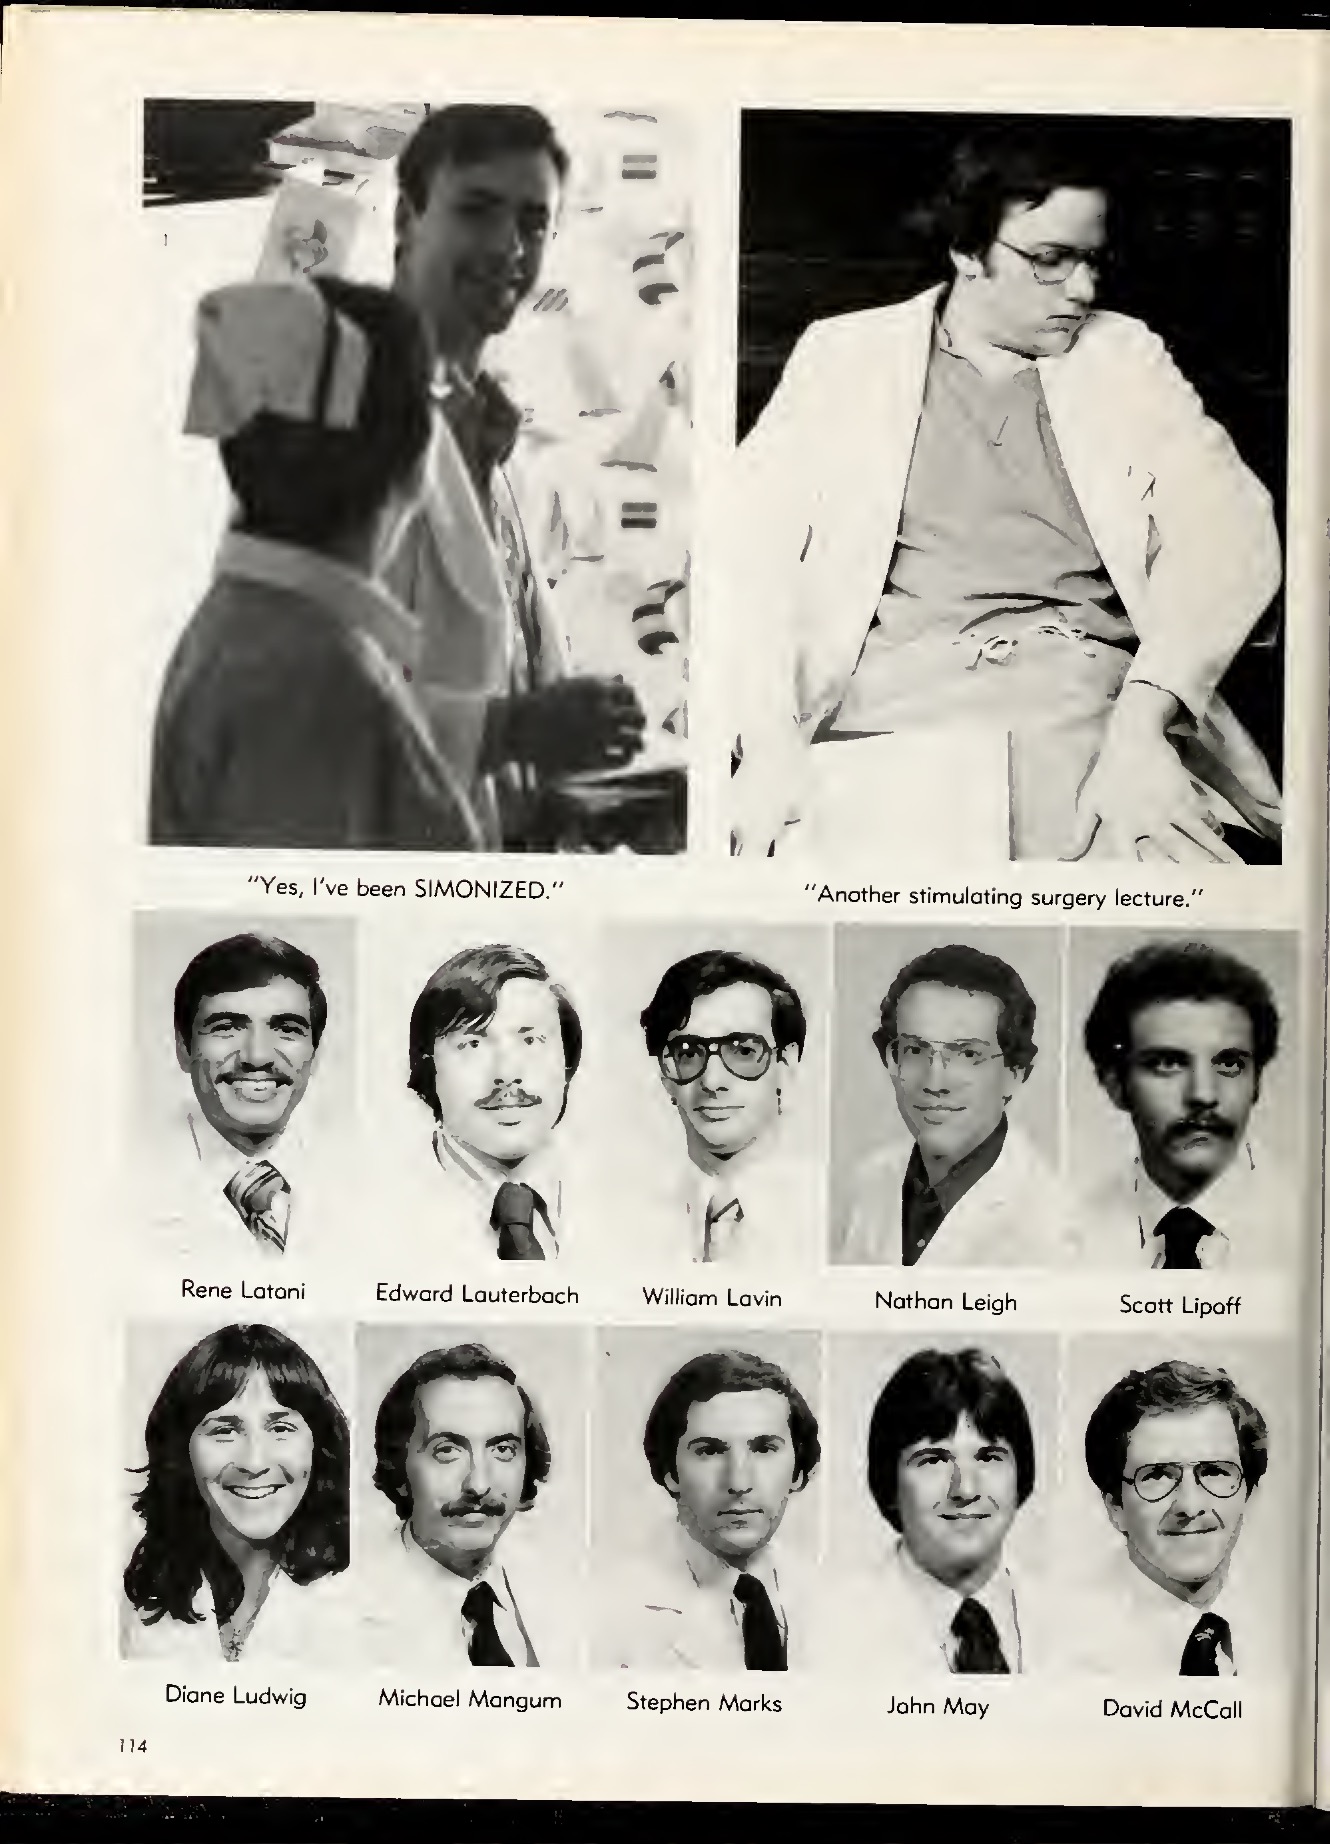 "Yes, I've been SIMONIZED."
"Another stimulating surgery lecture."
Rene Latani
Edward Lauterbach
William Lavin
Nathan Leigh
Scott Lipoff
Diane Ludwig
Michael Mangum
Stephen Marks
John May
David McCall
114